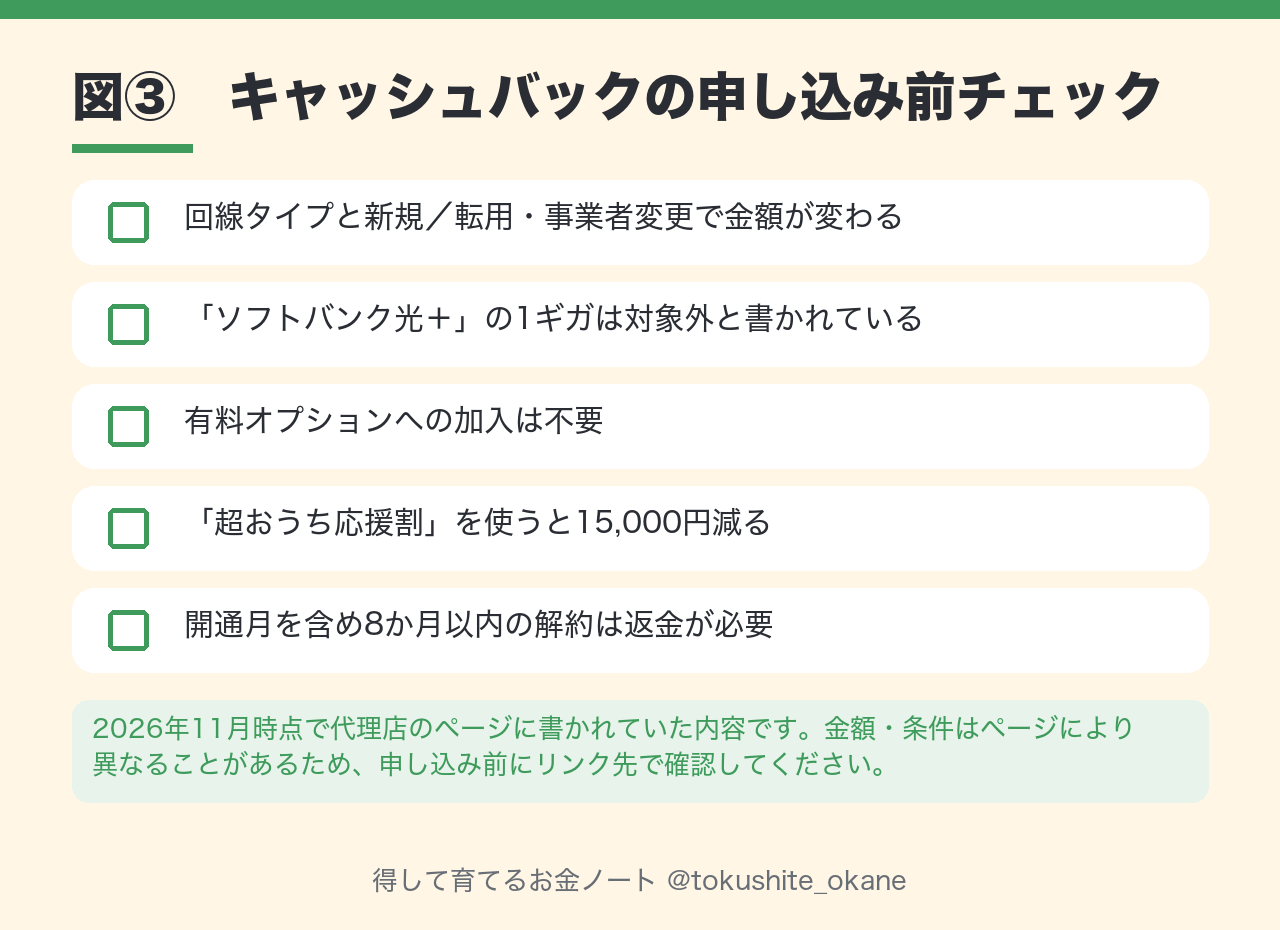 図③　キャッシュバックの申し込み前チェック
回線タイプと新規／転用・事業者変更で金額が変わる
「ソフトバンク光＋」の1ギガは対象外と書かれている
有料オプションへの加入は不要
「超おうち応援割」を使うと15,000円減る
開通月を含め8か月以内の解約は返金が必要
2026年11月時点で代理店のページに書かれていた内容です。金額・条件はページにより
異なることがあるため、申し込み前にリンク先で確認してください。
得して育てるお金ノート @tokushite_okane